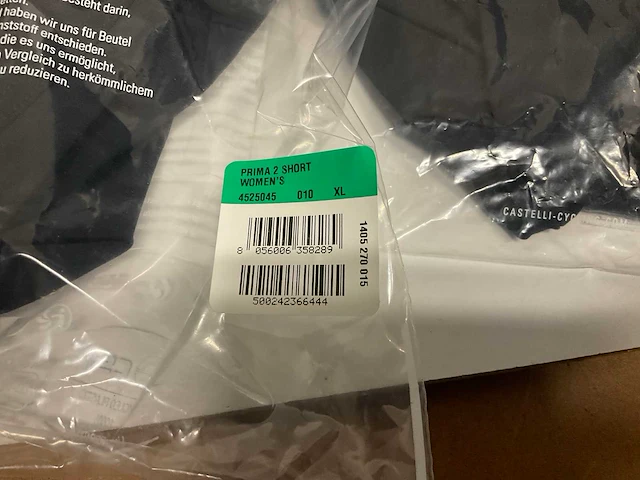 besteht darin,
haben wir uns für Beutel
nststoff entschieden.
die es uns ermöglicht,
Vergleich zu herkömmlichem
u reduzieren.
PRIMA 2 SHORT
WOMEN'S
4525045 010 XL
8 056006 358289
500242366444
1405 270 015
CASTELLI-CYC